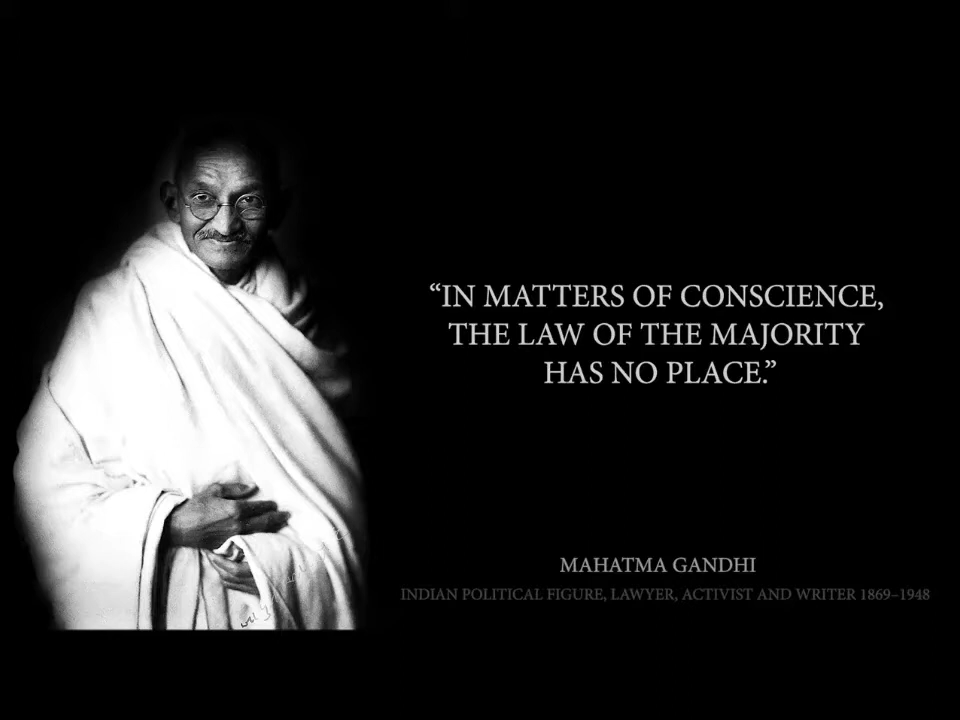 “IN MATTERS OF CONSCIENCE,
THE LAW OF THE MAJORITY
HAS NO PLACE.”
MAHATMA GANDHI
INDIAN POLITICAL FIGURE, LAWYER, ACTIVIST AND WRITER 1869–1948